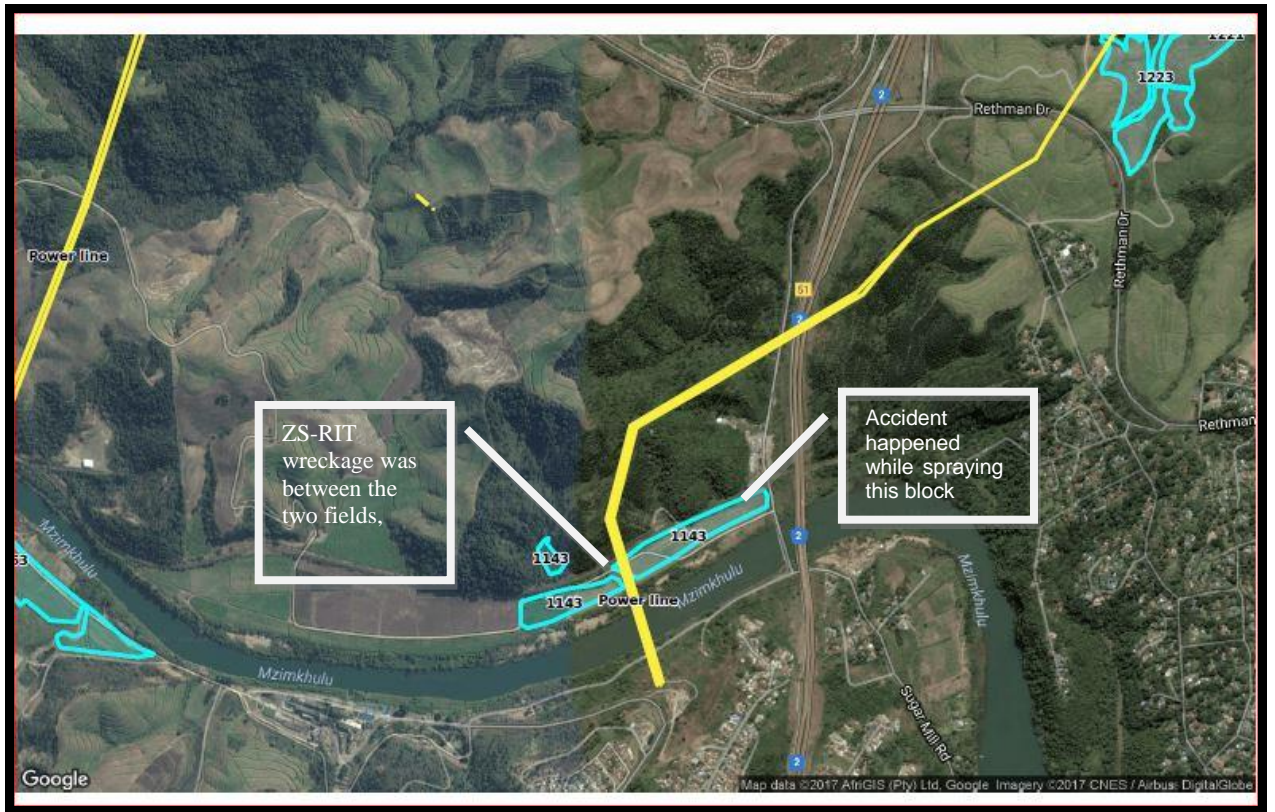 1221
1223
2
Rethman Dr
Rethman Dr
Power line
51
2
ZS-RIT
wreckage was
between the
two fields,
Accident
happened
while spraying
this block
Rethman
Mzimkhulu
53
1143
1143
2
1143
Power line
Mzimkhulu
Mzimkhulu
Mzimkhulu
Sugar Mill Rd
2
Google
Map data ©2017 AfriGIS (Pty) Ltd, Google Imagery ©2017 CNES / Airbus DigitalGlobe